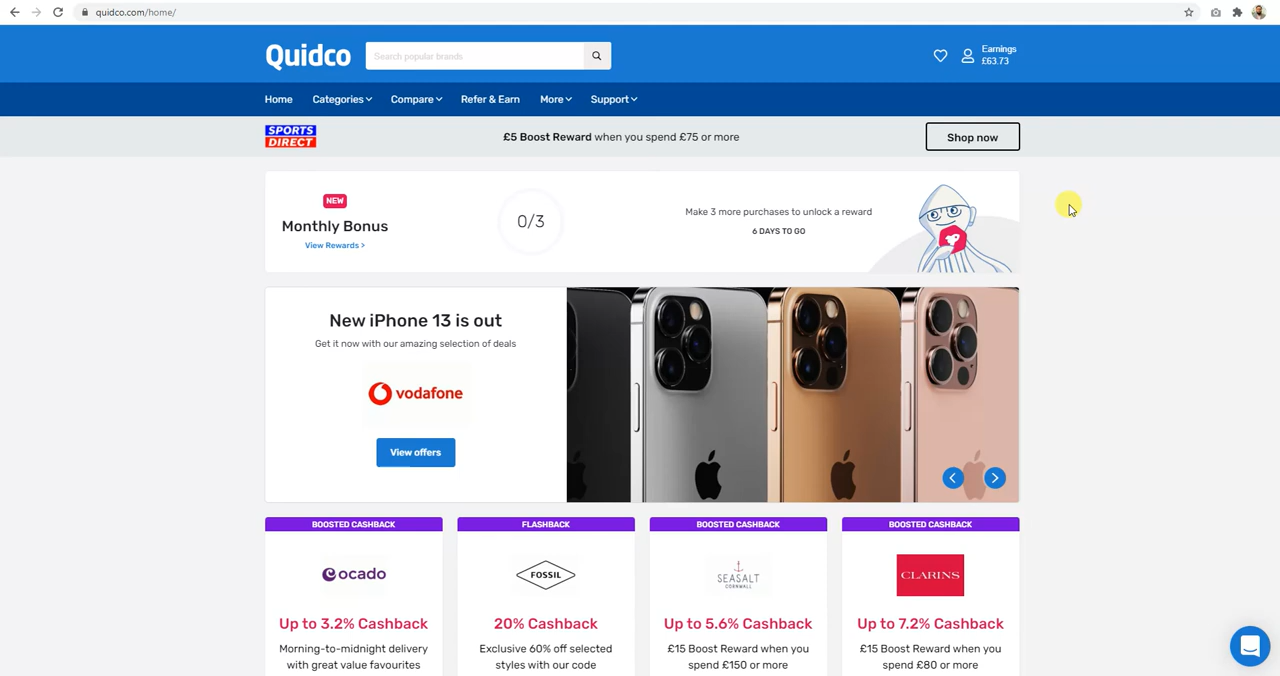 quidco.com/home/
Quidco
Search popular brands
Earnings
£63.73
Home
Categories
Compare
Refer & Earn
More
Support
SPORTS
DIRECT
£5 Boost Reward when you spend £75 or more
Shop now
NEW
Monthly Bonus
View Rewards >
0/3
Make 3 more purchases to unlock a reward
6 DAYS TO GO
New iPhone 13 is out
Get it now with our amazing selection of deals
vodafone
View offers
BOOSTED CASHBACK
ocado
Up to 3.2% Cashback
Morning-to-midnight delivery
with great value favourites
FLASHBACK
FOSSIL
20% Cashback
Exclusive 60% off selected
styles with our code
BOOSTED CASHBACK
SEASALT
CORNWALL
Up to 5.6% Cashback
£15 Boost Reward when you
spend £150 or more
BOOSTED CASHBACK
CLARINS
Up to 7.2% Cashback
£15 Boost Reward when you
spend £80 or more